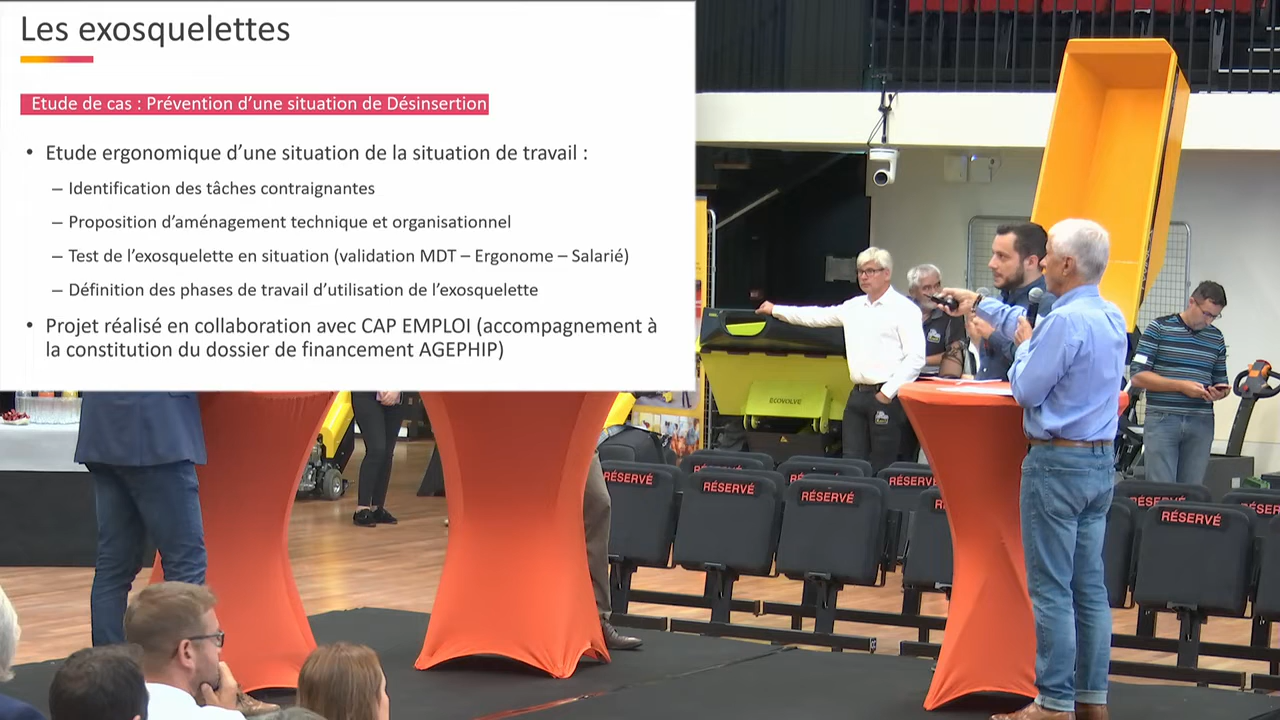 Les exosquelettes
Etude de cas : Prévention d'une situation de Désinsertion
• Etude ergonomique d'une situation de la situation de travail :
– Identification des tâches contraignantes
– Proposition d'aménagement technique et organisationnel
– Test de l'exosquelette en situation (validation MDT – Ergonome – Salarié)
– Définition des phases de travail d'utilisation de l'exosquelette
• Projet réalisé en collaboration avec CAP EMPLOI (accompagnement à
la constitution du dossier de financement AGEPHIP)
ECOVOLVE
RÉSERVÉ
RÉSERVÉ
RÉSERVÉ
RÉSERVÉ
RÉSERVÉ
RÉSERVÉ
RÉSERVÉ
RÉSERVÉ